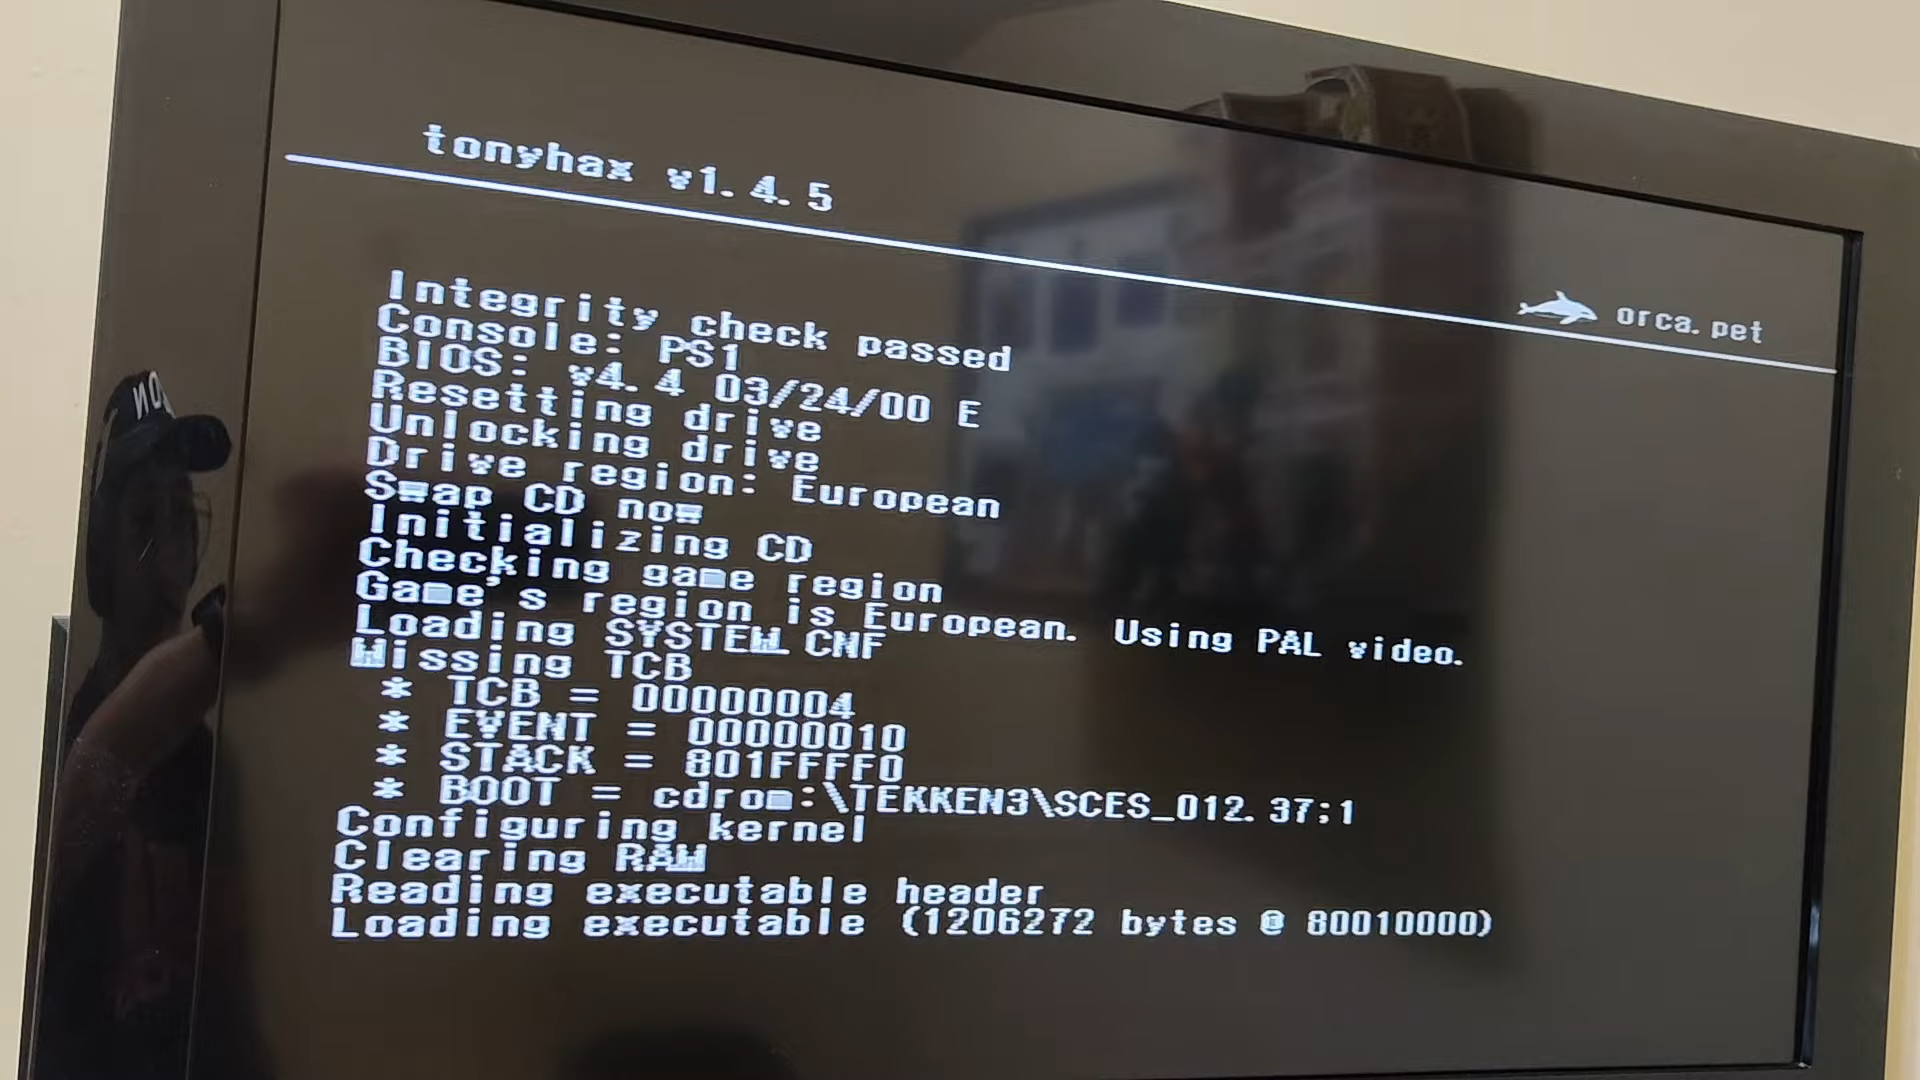 tonyhax v1.4.5
orca.pet
Integrity check passed
Console: PS1
BIOS: v4.4 03/24/00 E
Resetting drive
Unlocking drive
Drive region: European
Swap CD now
Initializing CD
Checking game region
Game's region is European. Using PAL video.
Loading SYSTEM.CNF
Missing TCB
* TCB = 00000004
* EVENT = 00000010
* STACK = 801FFFF0
* BOOT = cdrom:\TEKKEN3\SCES_012.37;1
Configuring kernel
Clearing RAM
Reading executable header
Loading executable (1206272 bytes @ 80010000)